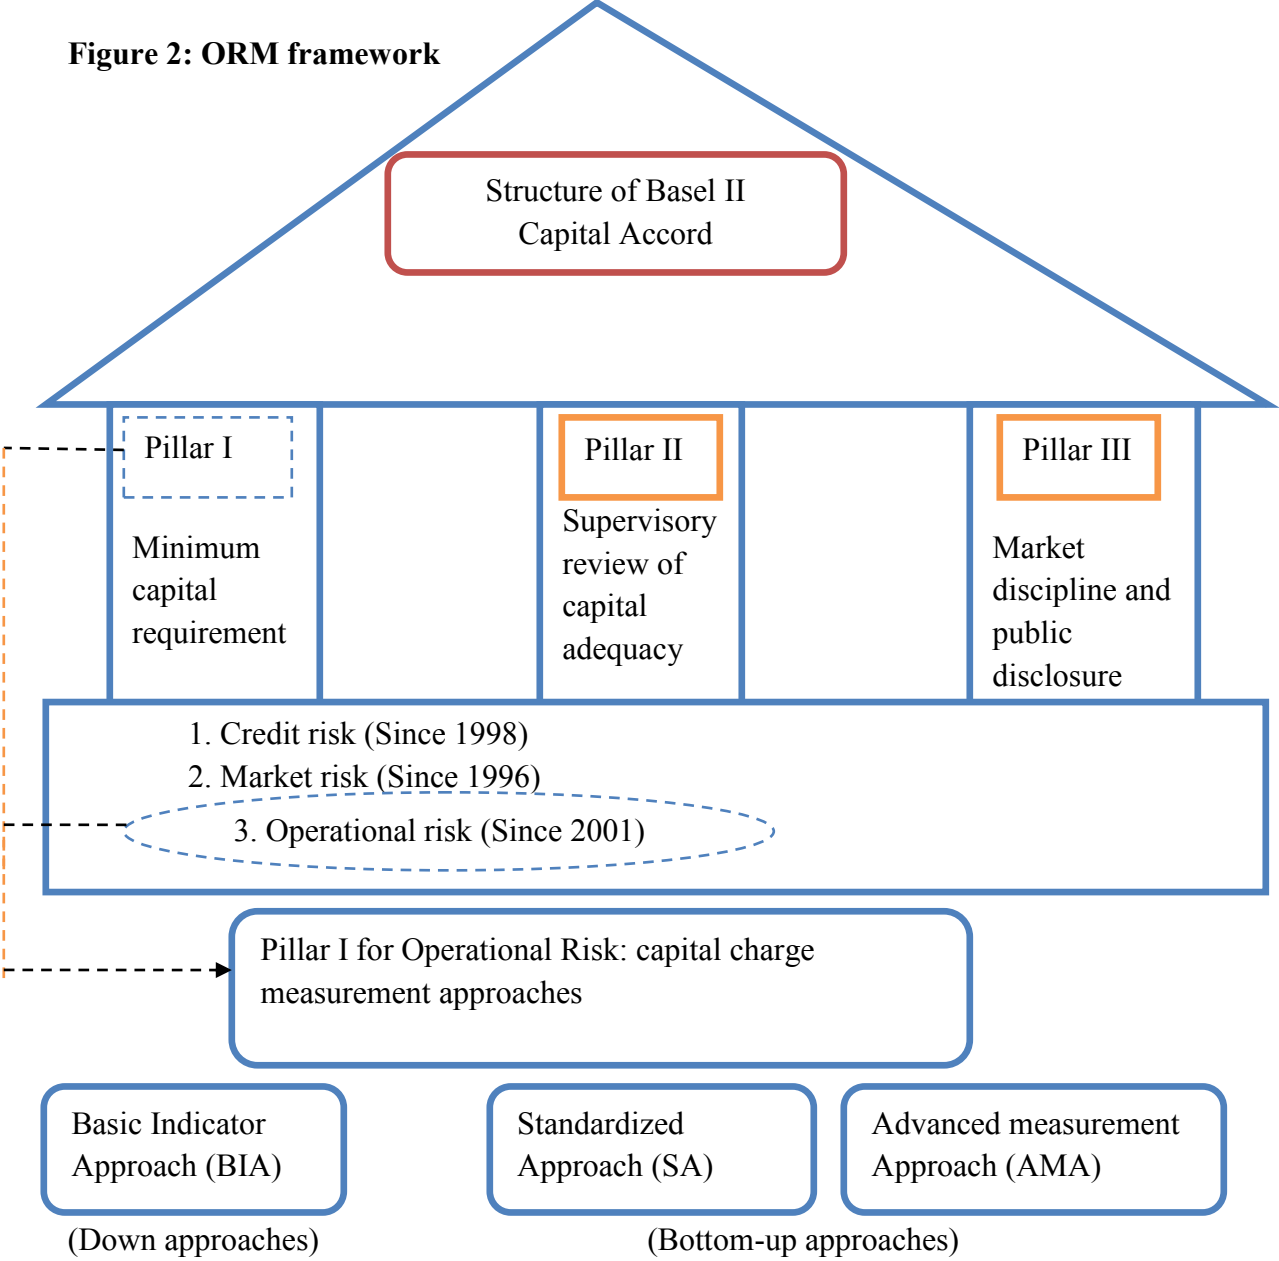 Figure 2: ORM framework
Structure of Basel II
Capital Accord
Pillar I
Minimum
capital
requirement
Pillar II
Supervisory
review of
capital
adequacy
Pillar III
Market
discipline and
public
disclosure
1. Credit risk (Since 1998)
2. Market risk (Since 1996)
3. Operational risk (Since 2001)
Pillar I for Operational Risk: capital charge
measurement approaches
Basic Indicator
Approach (BIA)
Standardized
Approach (SA)
Advanced measurement
Approach (AMA)
(Down approaches)
(Bottom-up approaches)